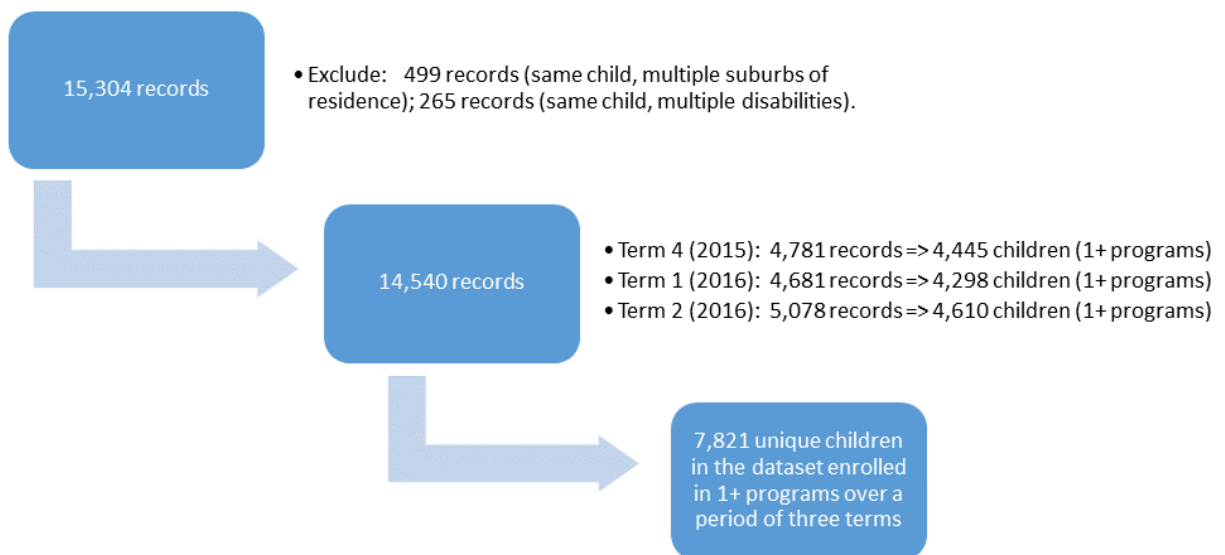 15,304 records
• Exclude: 499 records (same child, multiple suburbs of
residence); 265 records (same child, multiple disabilities).
14,540 records
• Term 4 (2015): 4,781 records => 4,445 children (1+ programs)
• Term 1 (2016): 4,681 records => 4,298 children (1+ programs)
• Term 2 (2016): 5,078 records => 4,610 children (1+ programs)
7,821 unique children
in the dataset enrolled
in 1+ programs over a
period of three terms